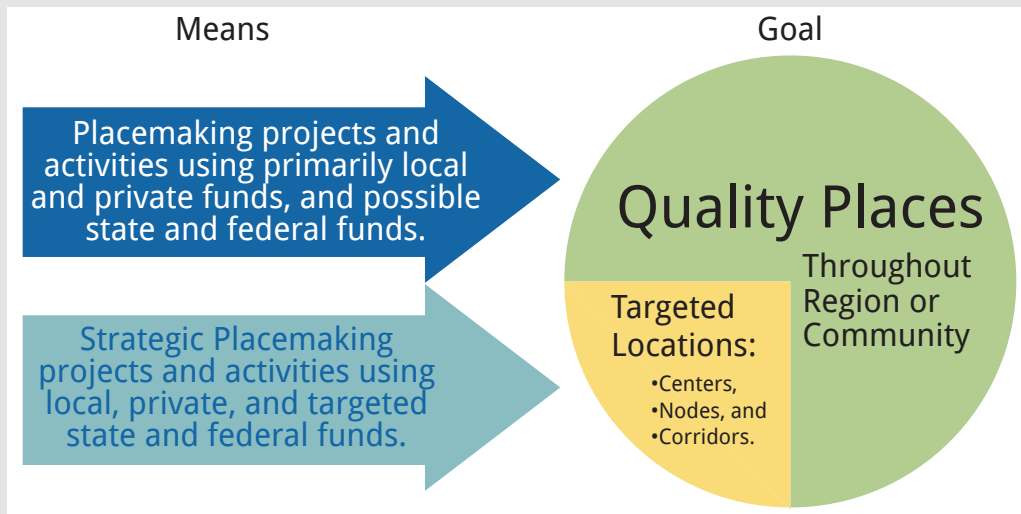 Means
Goal
Placemaking projects and
activities using primarily local
and private funds, and possible
state and federal funds.
Strategic Placemaking
projects and activities using
local, private, and targeted
state and federal funds.
Quality Places
Throughout
Region or
Community
Targeted
Locations:
•Centers,
•Nodes, and
•Corridors.